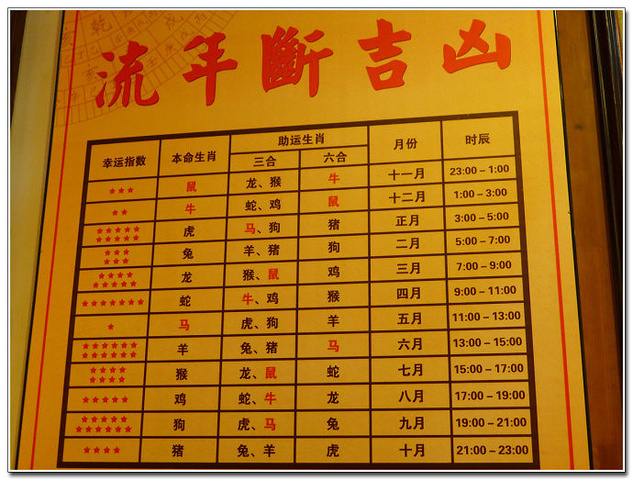 流年斷吉凶
幸运指数 本命生肖 助运生肖 月份 时辰
三合 六合
鼠 龙、猴 牛 十一月 23:00 – 1:00
牛 蛇、鸡 鼠 十二月 1:00 – 3:00
虎 马、狗 猪 正月 3:00 – 5:00
兔 羊、猪 狗 二月 5:00 – 7:00
龙 猴、鼠 鸡 三月 7:00 – 9:00
蛇 牛、鸡 猴 四月 9:00 – 11:00
马 虎、狗 羊 五月 11:00 – 13:00
羊 兔、猪 马 六月 13:00 – 15:00
猴 龙、鼠 蛇 七月 15:00 – 17:00
鸡 蛇、牛 龙 八月 17:00 – 19:00
狗 虎、马 兔 九月 19:00 – 21:00
猪 兔、羊 虎 十月 21:00 – 23:00